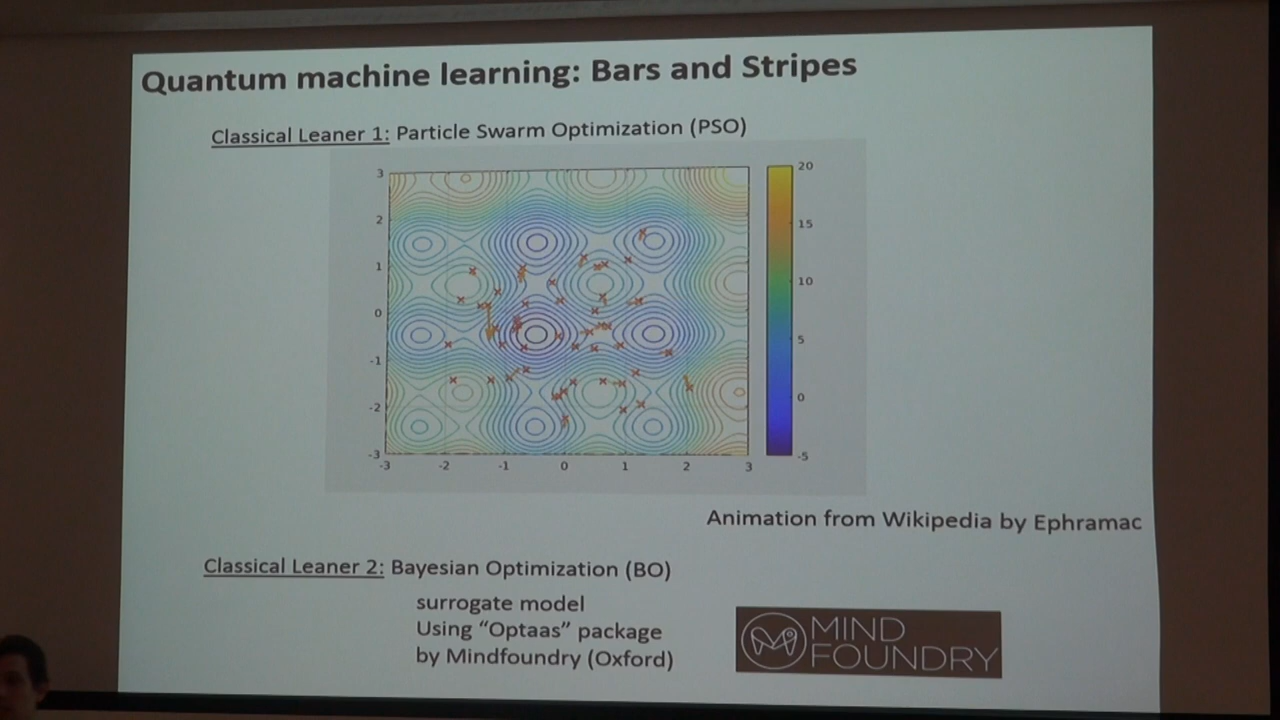 Quantum machine learning: Bars and Stripes
Classical Leaner 1: Particle Swarm Optimization (PSO)
3
2
1
0
-1
-2
-3
-3 -2 -1 0 1 2 3
20
15
10
5
0
-5
Animation from Wikipedia by Ephramac
Classical Leaner 2: Bayesian Optimization (BO)
surrogate model
Using “Optaas” package
by Mindfoundry (Oxford)
MIND
FOUNDRY